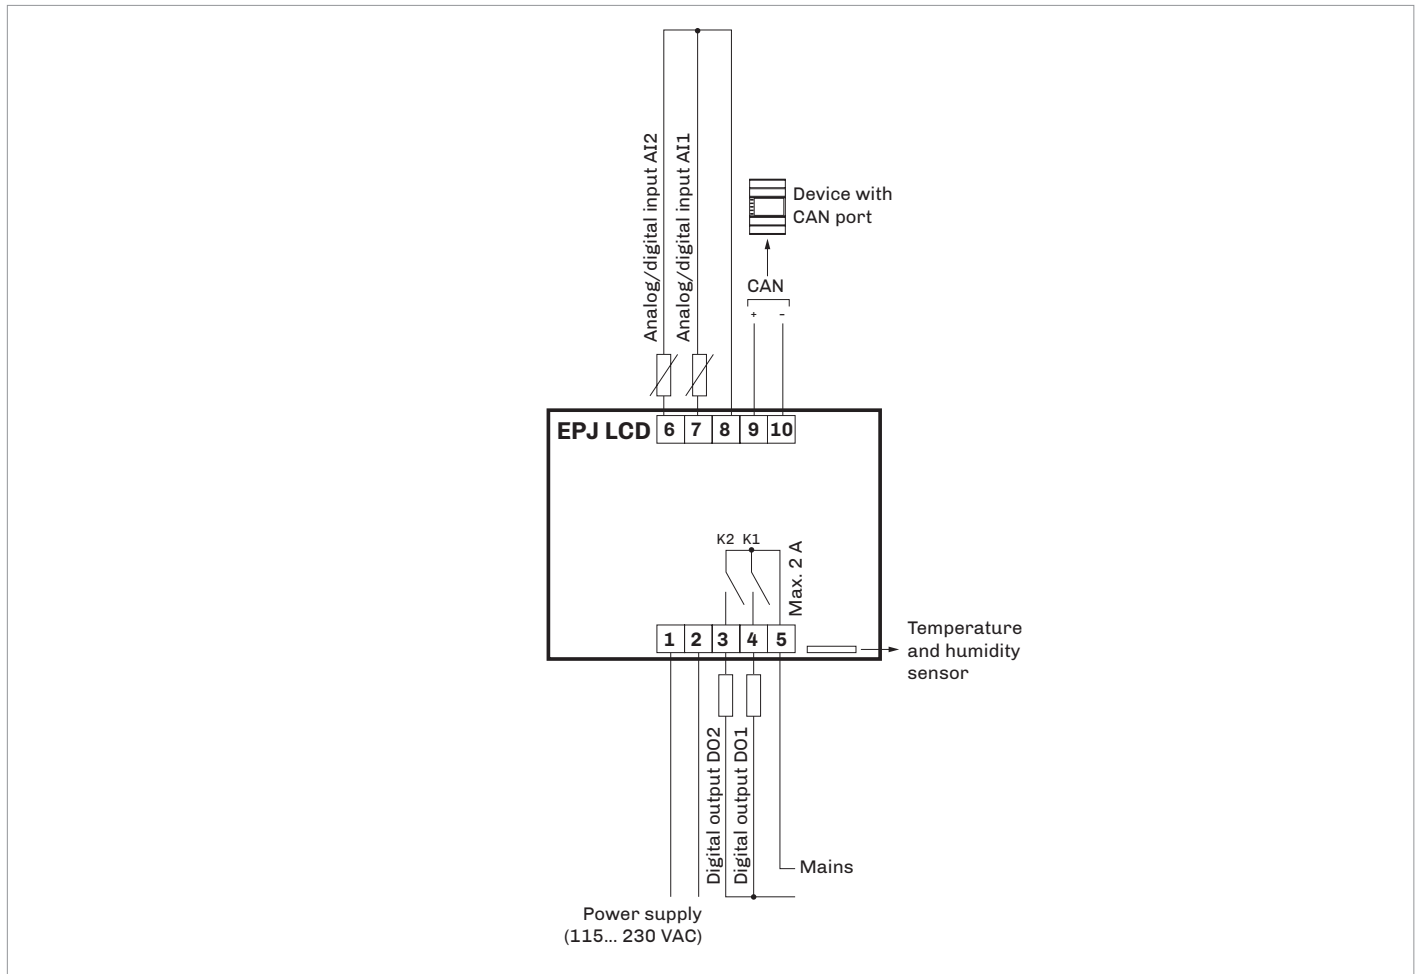 Analog/digital input AI2
Analog/digital input AI1
Device with
CAN port
CAN
+ -
EPJ LCD 6 7 8 9 10
K2 K1
Max. 2 A
1 2 3 4 5
Temperature
and humidity
sensor
Digital output DO2
Digital output DO1
Mains
Power supply
(115... 230 VAC)